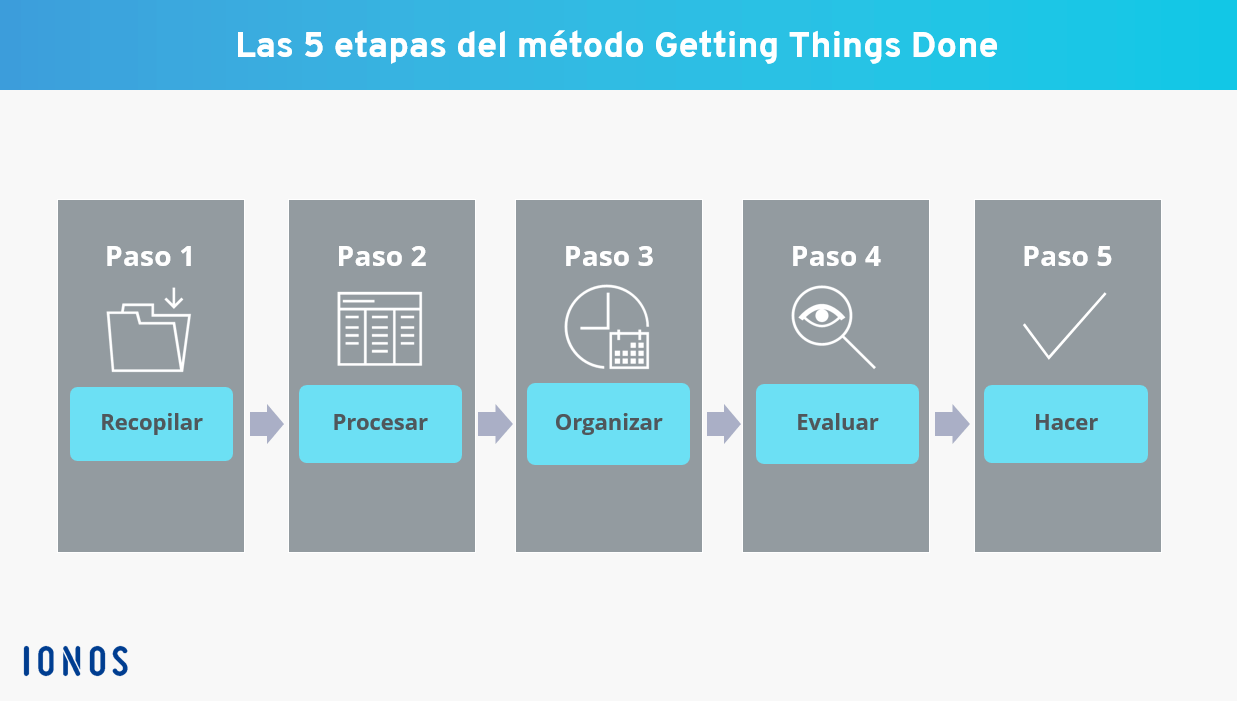 Las 5 etapas del método Getting Things Done
Paso 1
Paso 2
Paso 3
Paso 4
Paso 5
Recopilar
Procesar
Organizar
Evaluar
Hacer
IONOS